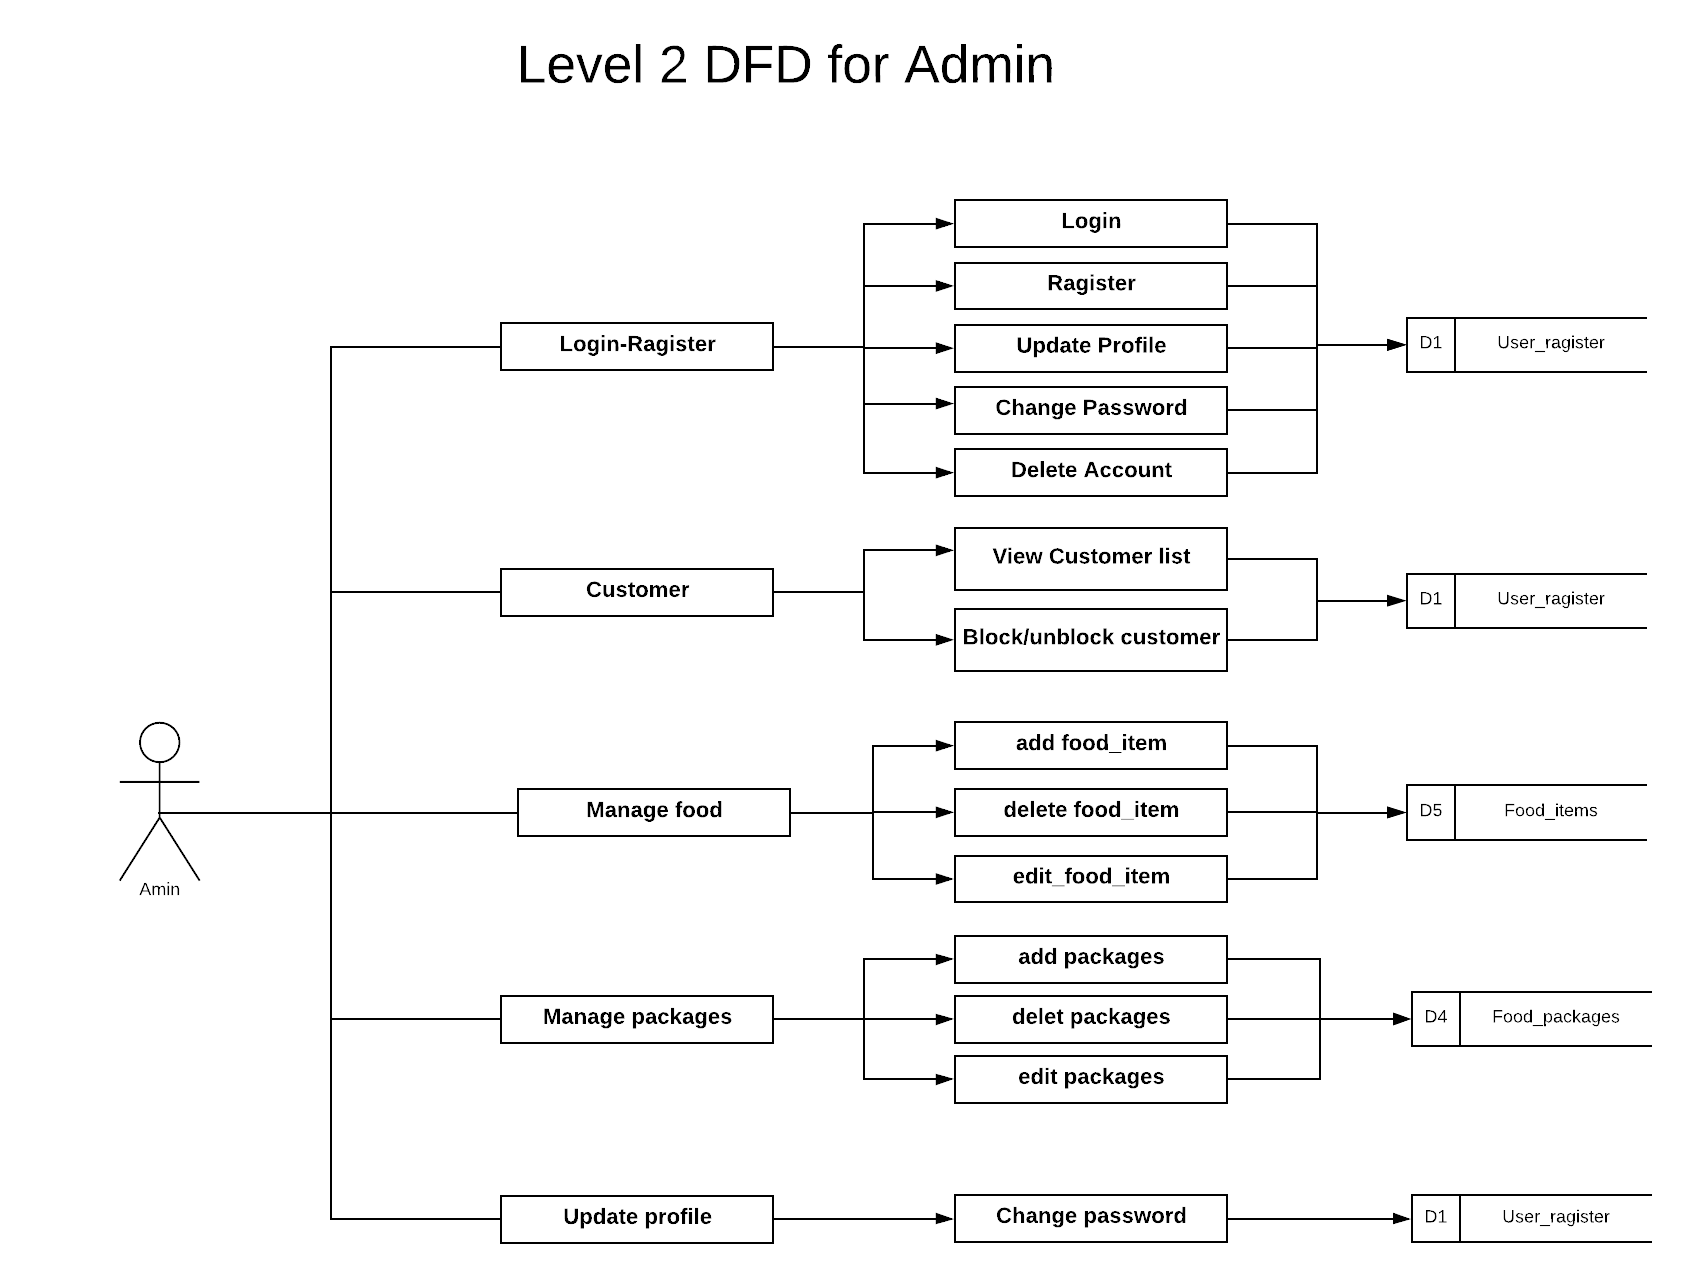 Level 2 DFD for Admin
Login
Ragister
Login-Ragister
Update Profile
D1 User_ragister
Change Password
Delete Account
View Customer list
Customer
D1 User_ragister
Block/unblock customer
add food_item
Manage food
delete food_item
D5 Food_items
edit_food_item
Amin
add packages
Manage packages
delet packages
D4 Food_packages
edit packages
Update profile
Change password
D1 User_ragister